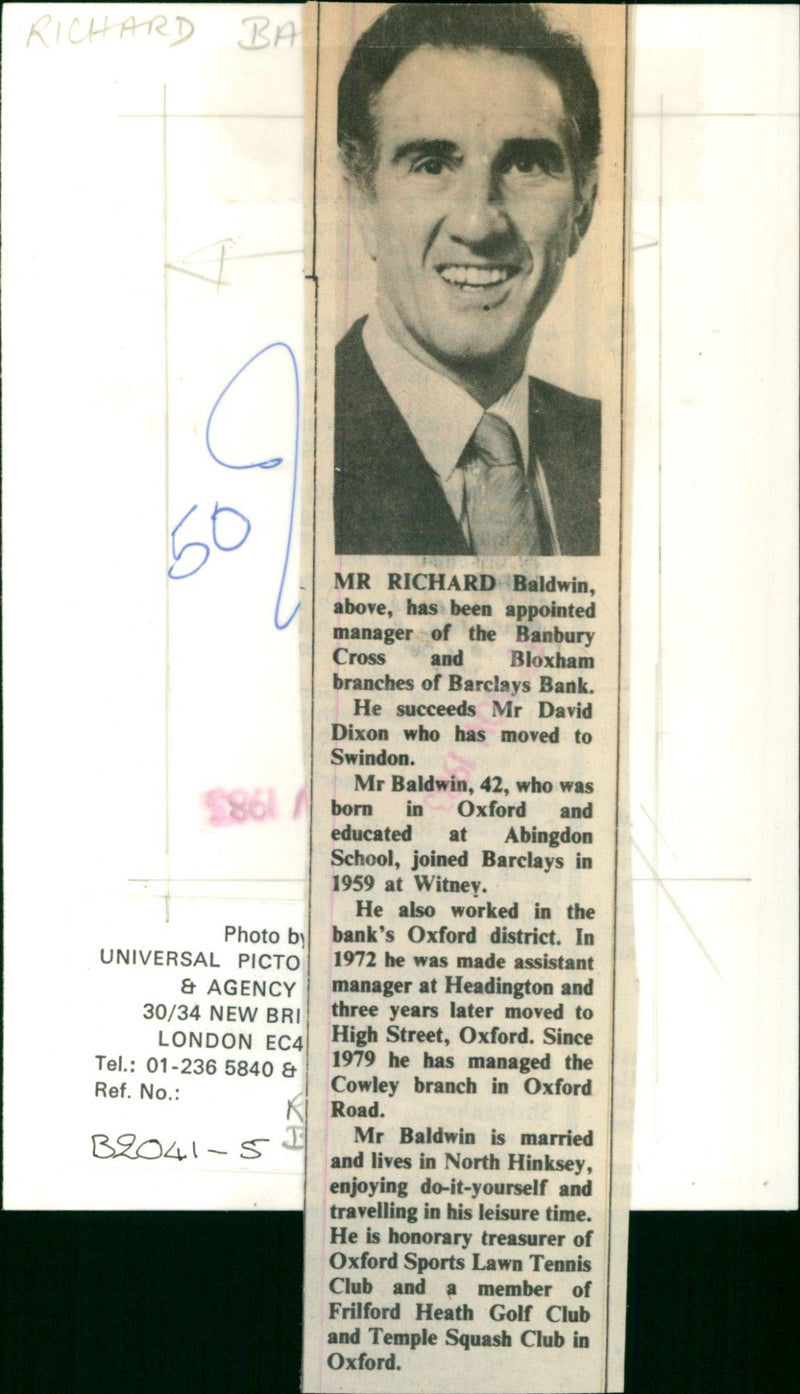 RICHARD BA
MR RICHARD Baldwin,
above, has been appointed
manager of the Banbury
Cross and Bloxham
branches of Barclays Bank.
He succeeds Mr David
Dixon who has moved to
Swindon.
Mr Baldwin, 42, who was
born in Oxford and
educated at Abingdon
School, joined Barclays in
1959 at Witney.
He also worked in the
bank's Oxford district. In
1972 he was made assistant
manager at Headington and
three years later moved to
High Street, Oxford. Since
1979 he has managed the
Cowley branch in Oxford
Road.
Mr Baldwin is married
and lives in North Hinksey,
enjoying do-it-yourself and
travelling in his leisure time.
He is honorary treasurer of
Oxford Sports Lawn Tennis
Club and a member of
Frilford Heath Golf Club
and Temple Squash Club in
Oxford.
50
1983
Photo by
UNIVERSAL PICTO
& AGENCY
30/34 NEW BRI
LONDON EC4
Tel.: 01-236 5840 &
Ref. No.:
B2041-5